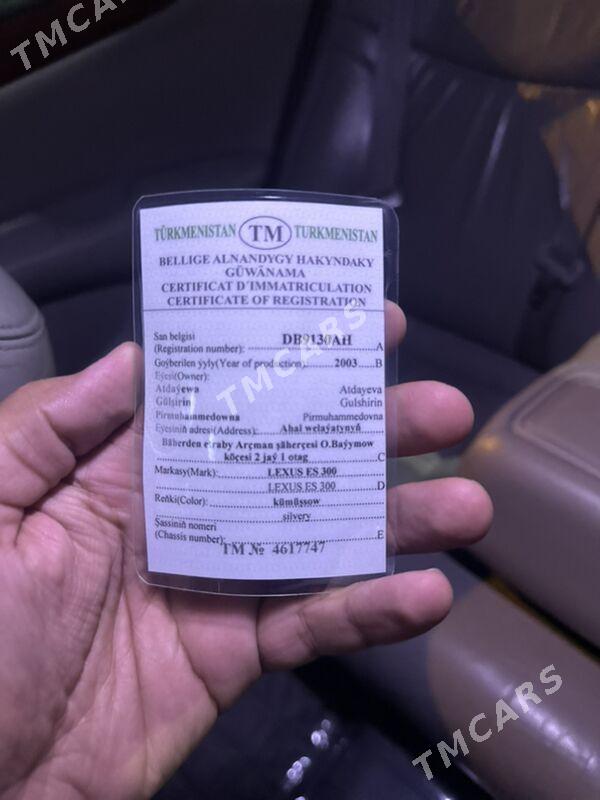 TMCARS
TÜRKMENISTAN TM TURKMENISTAN
BELLIGE ALNANDYGY HAKYNDAKY
GÜWÄNAMA
CERTIFICAT D'IMMATRICULATION
CERTIFICATE OF REGISTRATION
San belgisi
(Registration number): DB9130AH A
Goýberilen ýyly(Year of production): 2003 B
Eýesi(Owner):
Atdaýewa Atdayeva
Gülşirin Gulshirin
Pirmuhammedowna Pirmuhammedovna
Eýesiniň adresi(Address): Ahal welaýatynyň
Bäherden etraby Arçman şäherçesi O.Baýymow
köçesi 2 jaý 1 otag C
Markasy(Mark): LEXUS ES 300
LEXUS ES 300 D
Reňki(Color): kümüssow
silvery
Şassiniň nomeri
(Chassis number): E
TM № 4617747
TMCARS
TMCARS